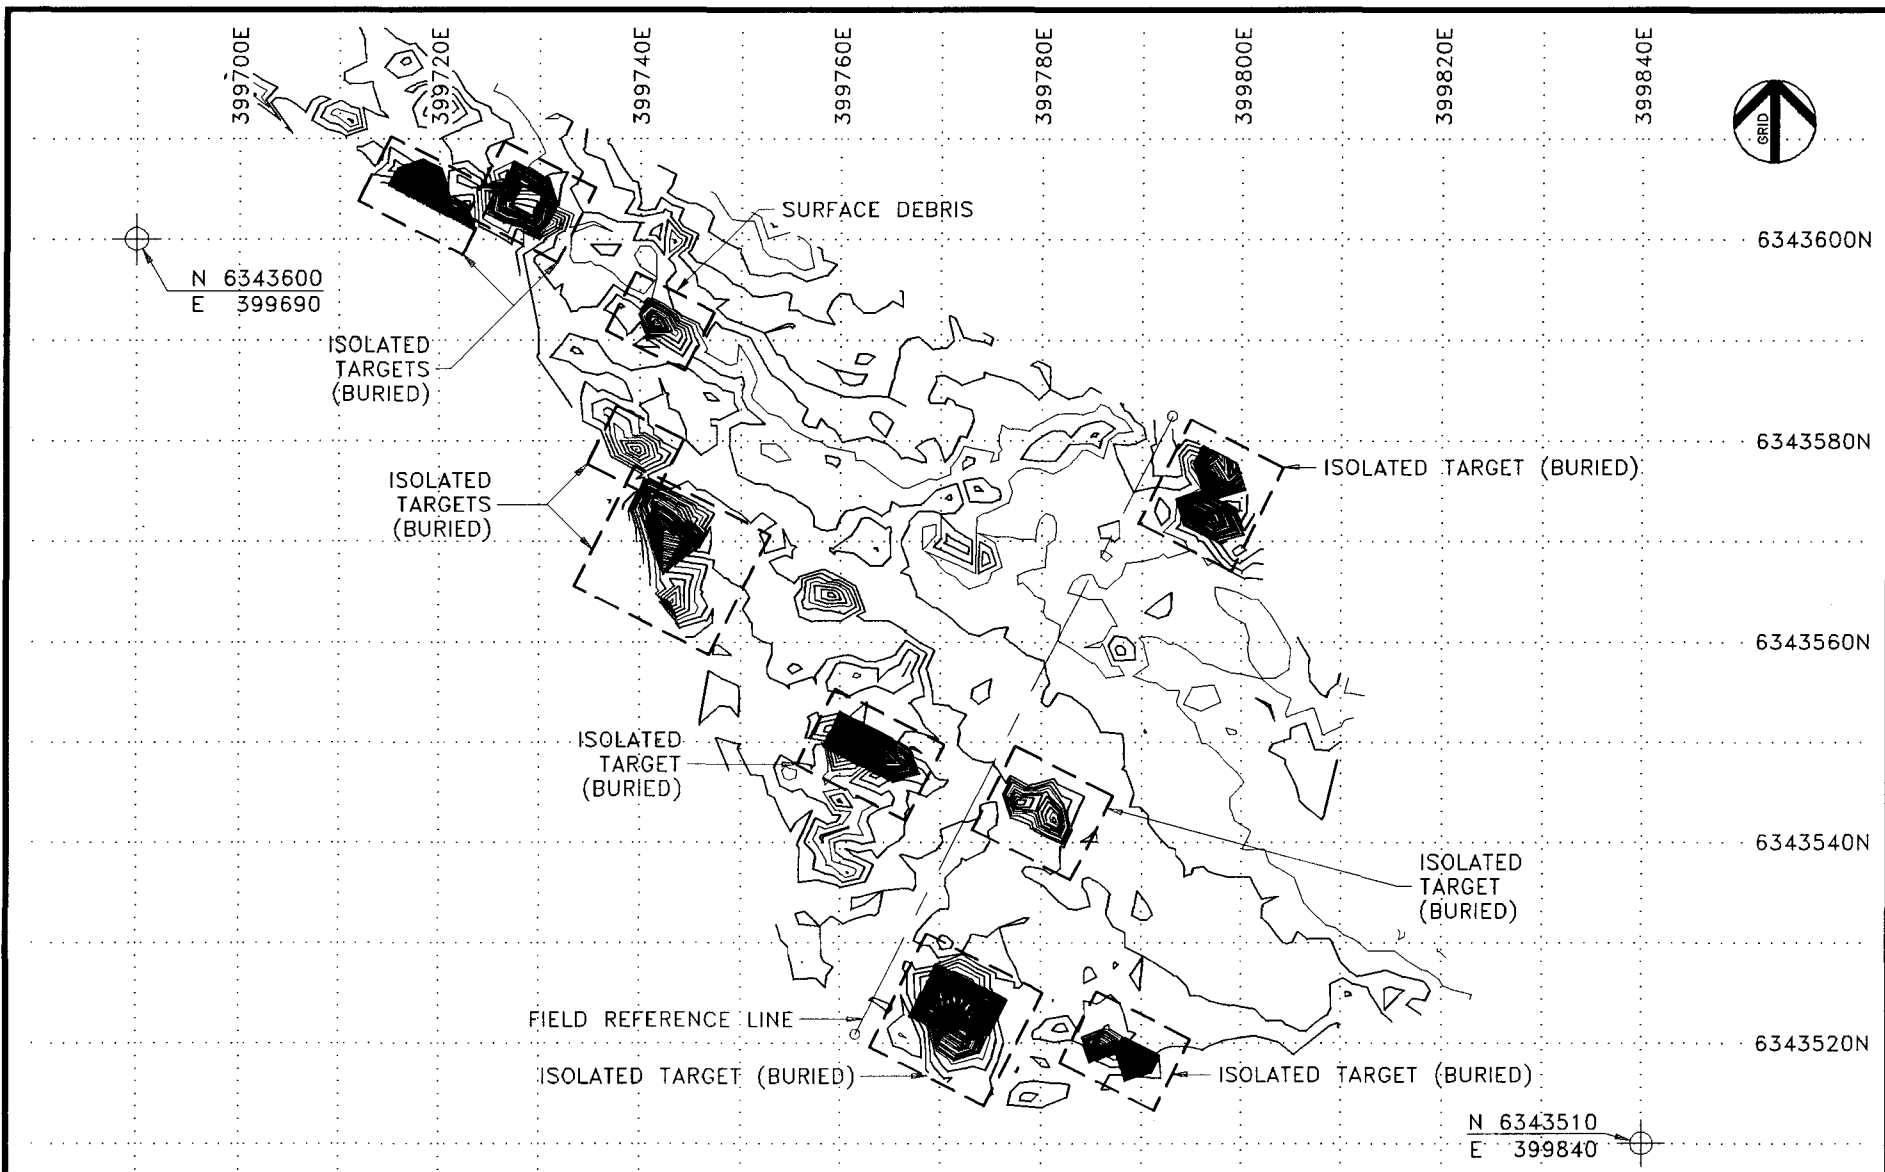 399700E
399720E
399740E
399760E
399780E
399800E
399820E
399840E
GRID
SURFACE DEBRIS
6343600N
N 6343600
E 399690
ISOLATED
TARGETS
(BURIED)
6343580N
ISOLATED TARGET (BURIED)
ISOLATED
TARGETS
(BURIED)
6343560N
ISOLATED
TARGET
(BURIED)
6343540N
ISOLATED
TARGET
(BURIED)
FIELD REFERENCE LINE
6343520N
ISOLATED TARGET (BURIED)
ISOLATED TARGET (BURIED)
N 6343510
E 399840